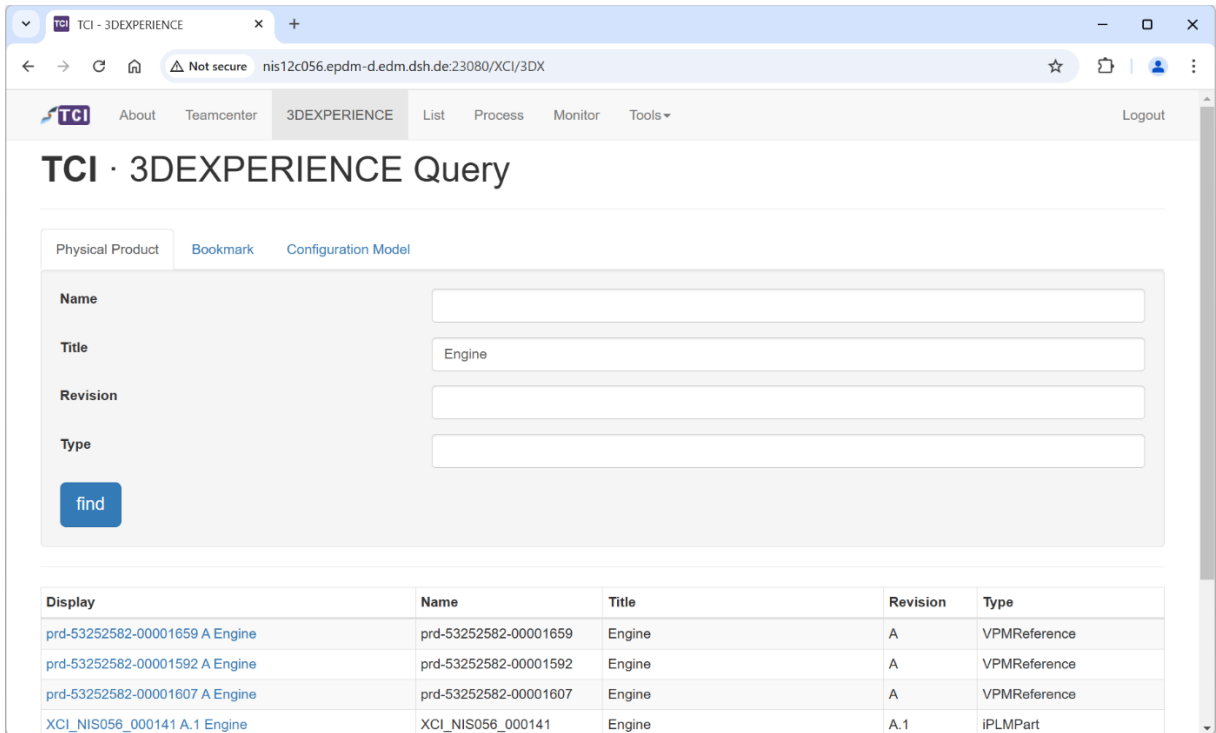 TCI TCI - 3DEXPERIENCE
Not secure nis12c056.epdm-d.edm.dsh.de:23080/XCI/3DX
TCI About Teamcenter 3DEXPERIENCE List Process Monitor Tools Logout
TCI · 3DEXPERIENCE Query
Physical Product Bookmark Configuration Model
Name
Title Engine
Revision
Type
find
Display Name Title Revision Type
prd-53252582-00001659 A Engine prd-53252582-00001659 Engine A VPMReference
prd-53252582-00001592 A Engine prd-53252582-00001592 Engine A VPMReference
prd-53252582-00001607 A Engine prd-53252582-00001607 Engine A VPMReference
XCI_NIS056_000141 A.1 Engine XCI_NIS056_000141 Engine A.1 iPLMPart